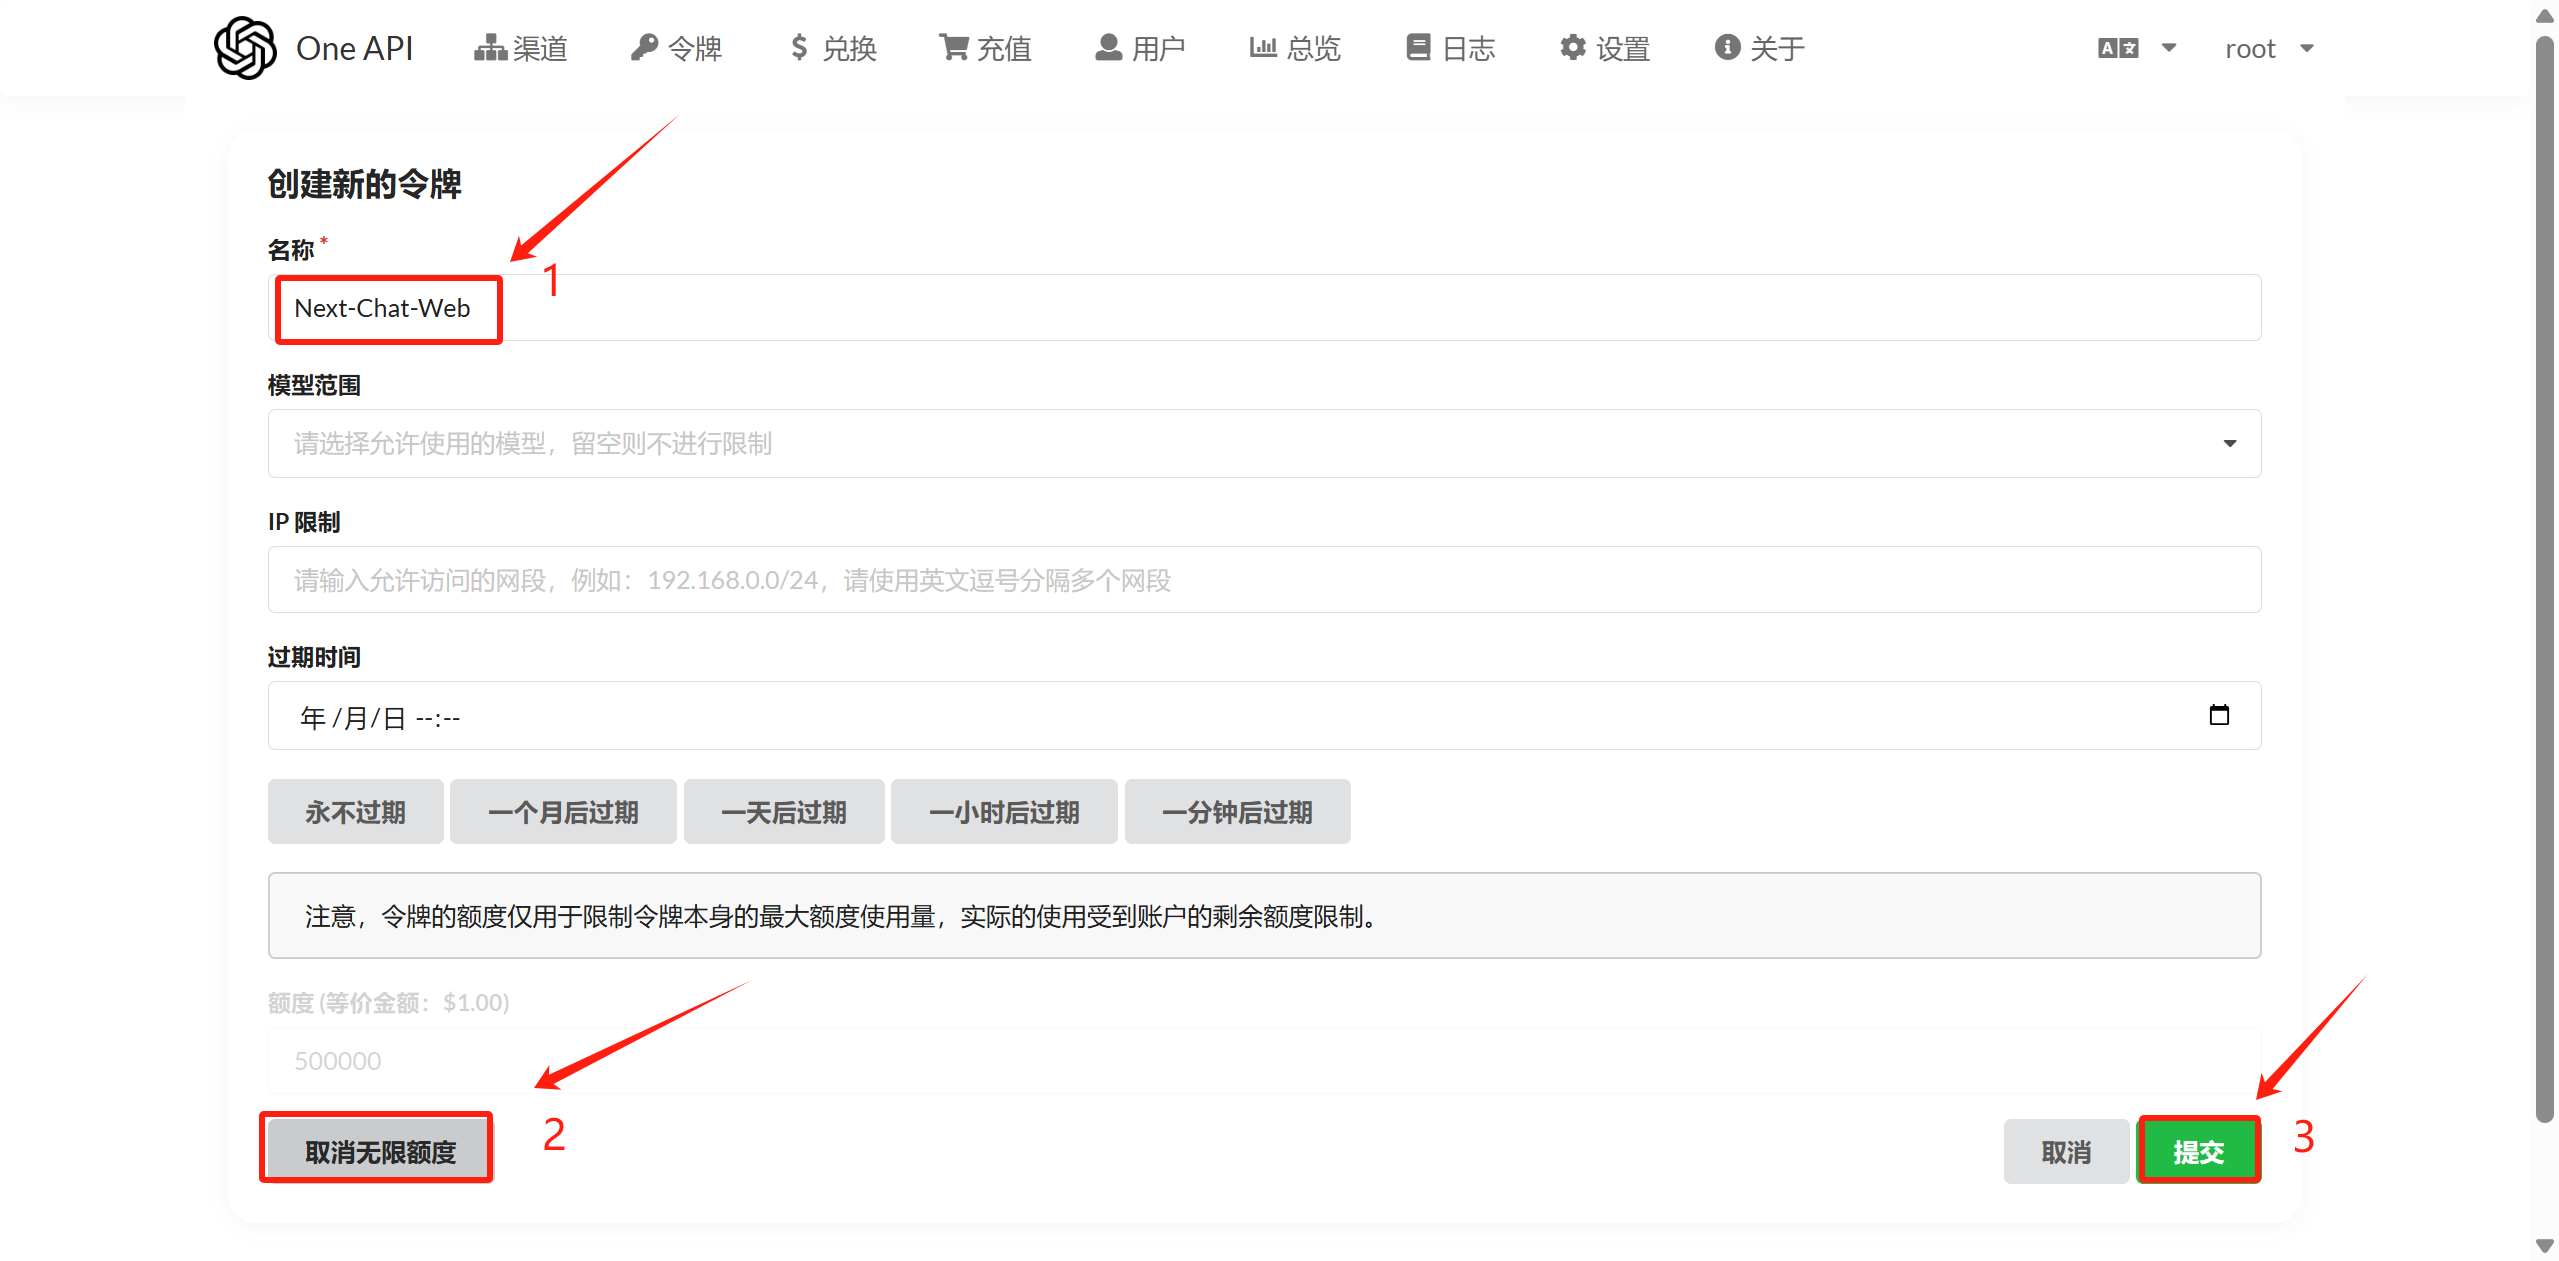 One API 渠道 令牌 兑换 充值 用户 总览 日志 设置 关于 root
创建新的令牌
名称 *
1
Next-Chat-Web
模型范围
请选择允许使用的模型，留空则不进行限制
IP 限制
请输入允许访问的网段，例如：192.168.0.0/24，请使用英文逗号分隔多个网段
过期时间
年 /月/日 --:--
永不过期 一个月后过期 一天后过期 一小时后过期 一分钟后过期
注意，令牌的额度仅用于限制令牌本身的最大额度使用量，实际的使用受到账户的剩余额度限制。
额度 (等价金额：$1.00)
500000
取消无限额度 2 取消 提交 3